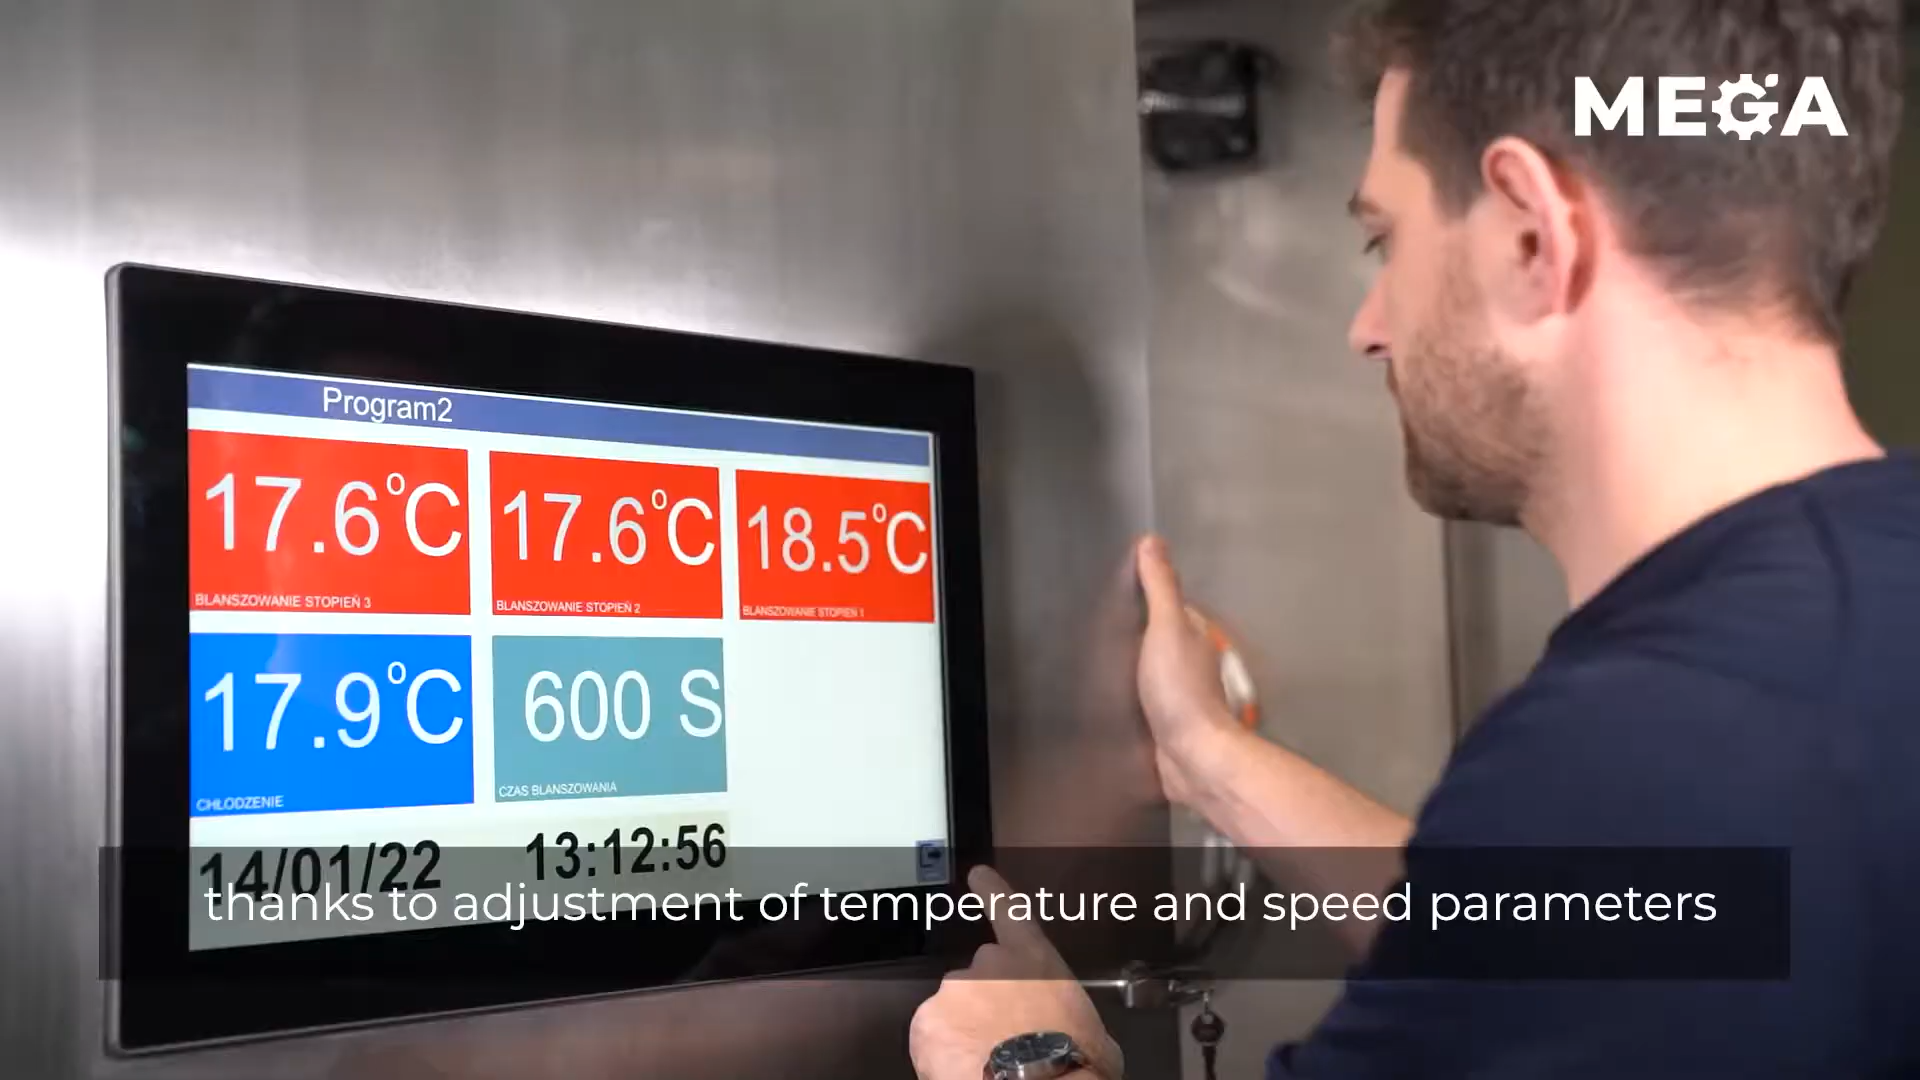 MEGA
Program2
17.6°C
17.6°C
18.5°C
BLANSZOWANIE STOPIEŃ 3
BLANSZOWANIE STOPIEŃ 2
BLANSZOWANIE STOPIEŃ 1
17.9°C
600 S
CHŁODZENIE
CZAS BLANSZOWANIA
14/01/22
13:12:56
thanks to adjustment of temperature and speed parameters